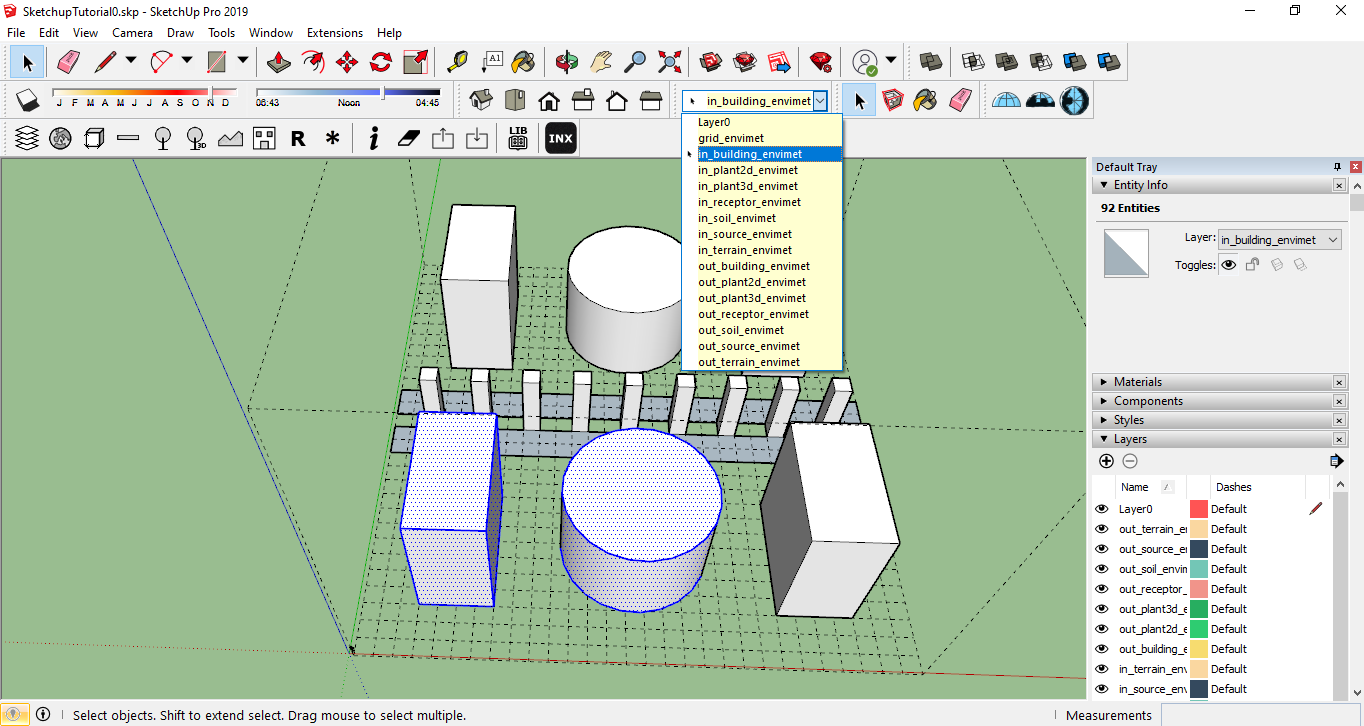 SketchupTutorial0.skp - SketchUp Pro 2019
File Edit View Camera Draw Tools Window Extensions Help
A1
J F M A M J J A S O N D
06:43 Noon 04:45
in_building_envimet
3D
R
*
i
LIB
INX
Layer0
grid_envimet
in_building_envimet
in_plant2d_envimet
in_plant3d_envimet
in_receptor_envimet
in_soil_envimet
in_source_envimet
in_terrain_envimet
out_building_envimet
out_plant2d_envimet
out_plant3d_envimet
out_receptor_envimet
out_soil_envimet
out_source_envimet
out_terrain_envimet
Default Tray
Entity Info
92 Entities
Layer: in_building_envimet
Toggles:
Materials
Components
Styles
Layers
Name Dashes
Layer0 Default
out_terrain_e Default
out_source_e Default
out_soil_envin Default
out_receptor_ Default
out_plant3d_e Default
out_plant2d_e Default
out_building_e Default
in_terrain_env Default
in_source_env Default
Select objects. Shift to extend select. Drag mouse to select multiple.
Measurements